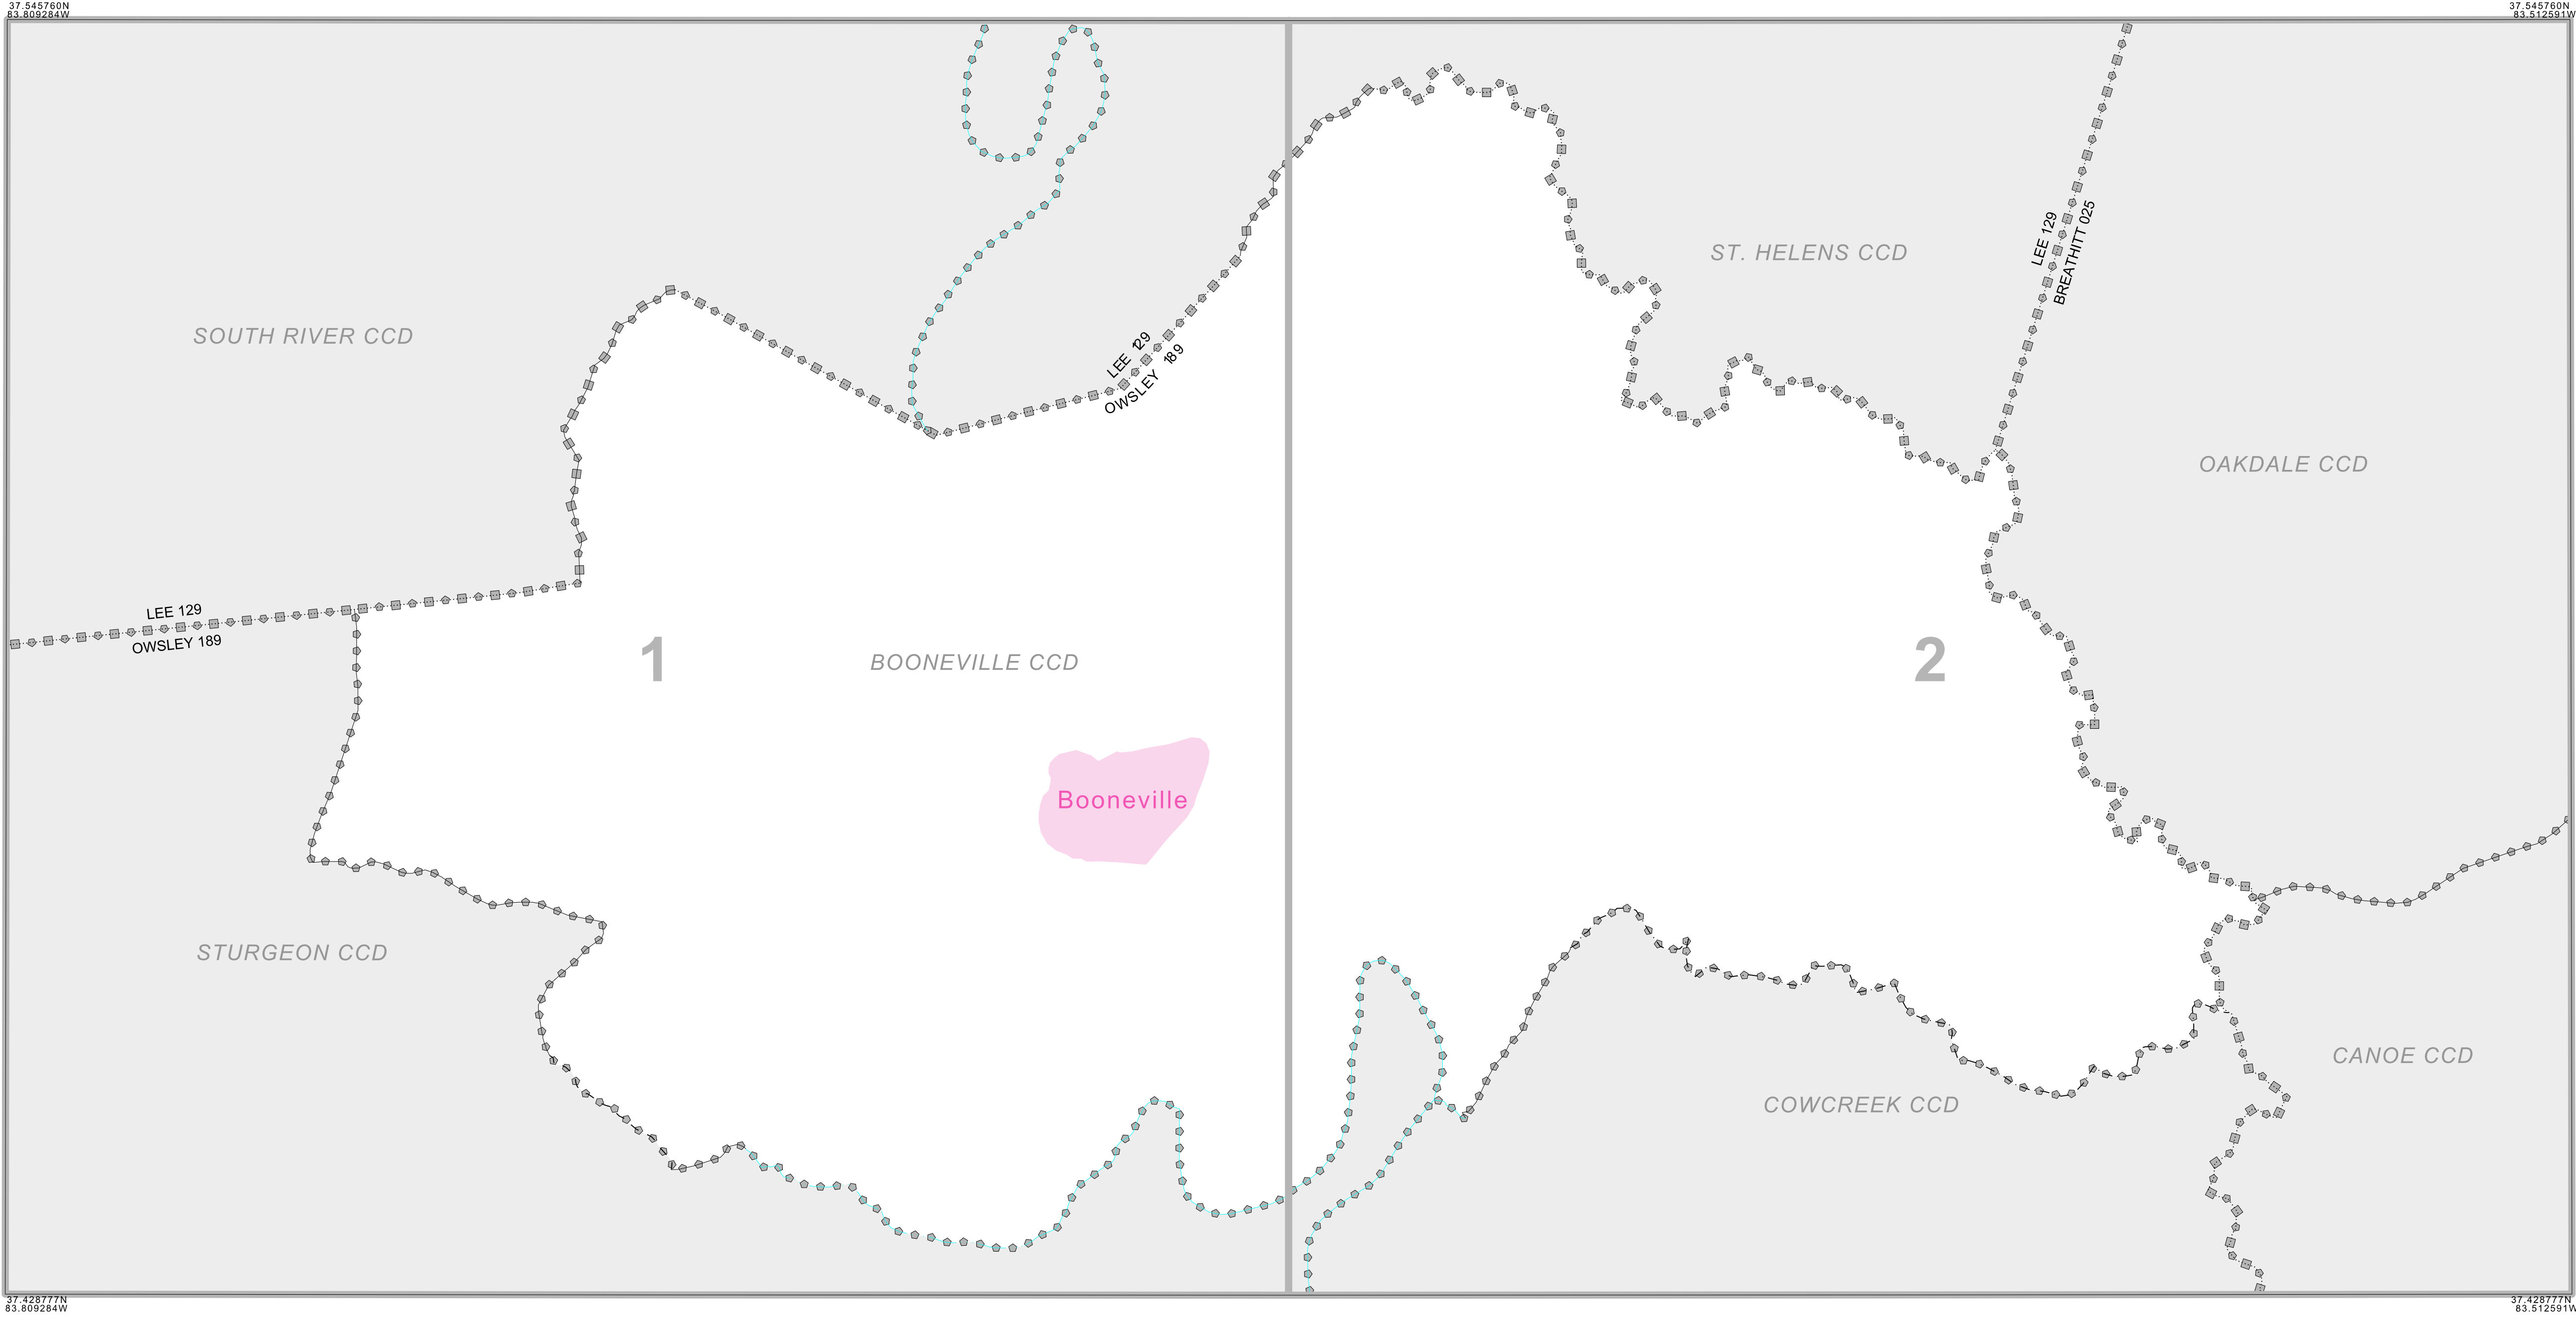 37.545760N
83.809284W
37.545760N
83.512591W
LEE 129
BREATHITT 025
ST. HELENS CCD
SOUTH RIVER CCD
LEE 129
OWSLEY 189
OAKDALE CCD
LEE 129
OWSLEY 189
1
BOONEVILLE CCD
2
Booneville
STURGEON CCD
CANOE CCD
COWCREEK CCD
37.428777N
83.809284W
37.428777N
83.512591W